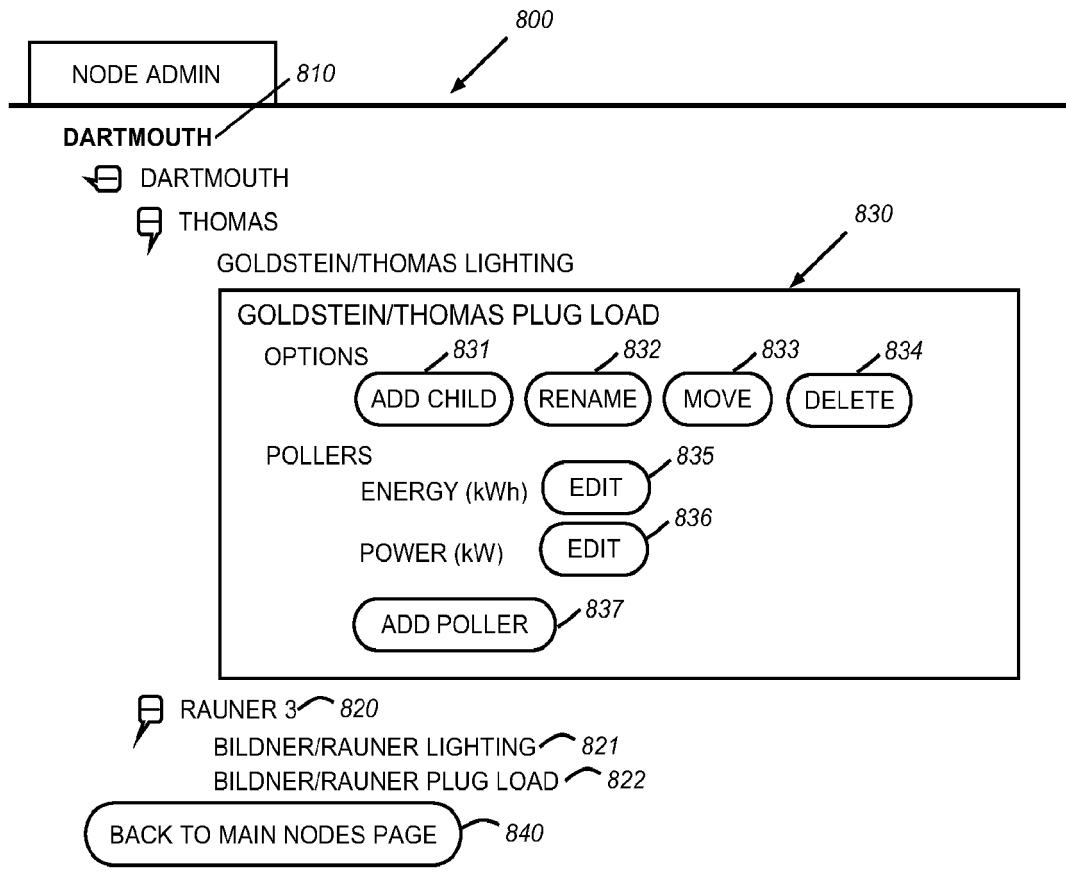 800
NODE ADMIN
810
DARTMOUTH
DARTMOUTH
THOMAS
830
GOLDSTEIN/THOMAS LIGHTING
GOLDSTEIN/THOMAS PLUG LOAD
OPTIONS 831 832 833 834
ADD CHILD RENAME MOVE DELETE
POLLERS 835
ENERGY (kWh) EDIT
836
POWER (kW) EDIT
837
ADD POLLER
RAUNER 3 820
BILDNER/RAUNER LIGHTING 821
BILDNER/RAUNER PLUG LOAD 822
BACK TO MAIN NODES PAGE 840